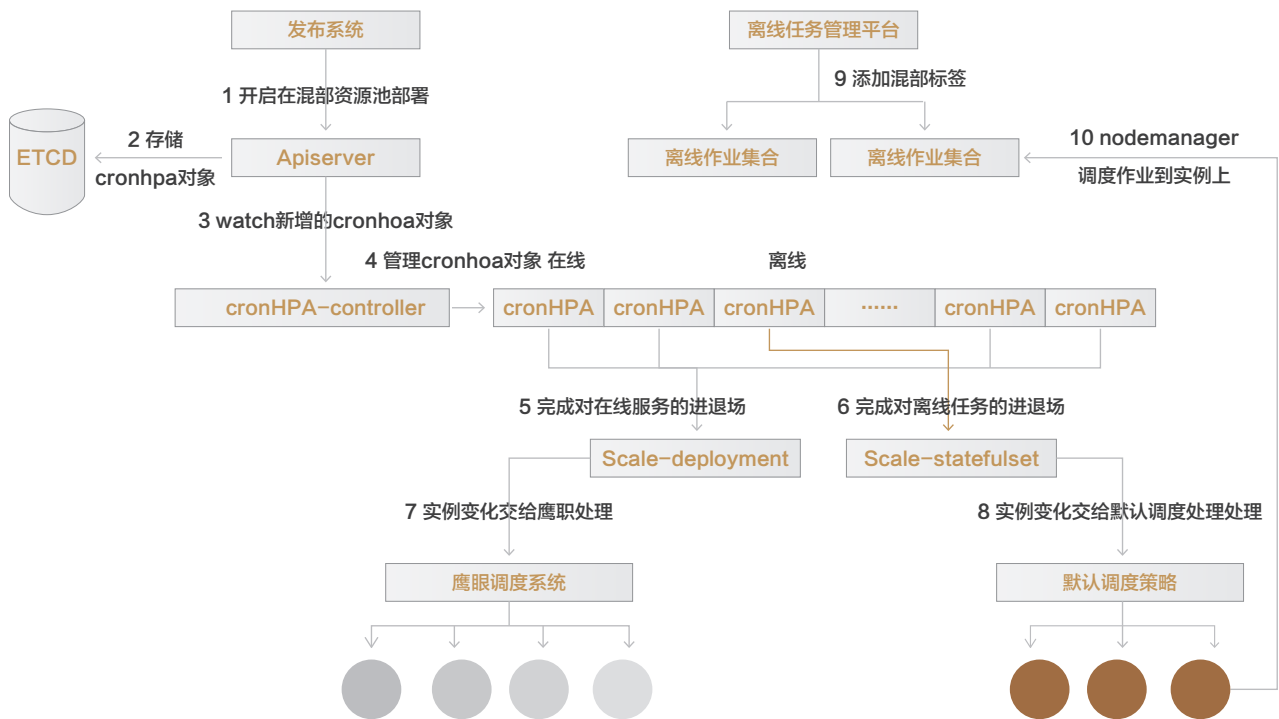 发布系统
离线任务管理平台
1 开启在混部资源池部署
9 添加混部标签
ETCD
2 存储
cronhpa对象
Apiserver
离线作业集合
离线作业集合
10 nodemanager
调度作业到实例上
3 watch新增的cronhoa对象
4 管理cronhoa对象 在线
离线
cronHPA-controller
cronHPA
cronHPA
cronHPA
······
cronHPA
cronHPA
5 完成对在线服务的进退场
6 完成对离线任务的进退场
Scale-deployment
Scale-statefulset
7 实例变化交给鹰职处理
8 实例变化交给默认调度处理处理
鹰眼调度系统
默认调度策略